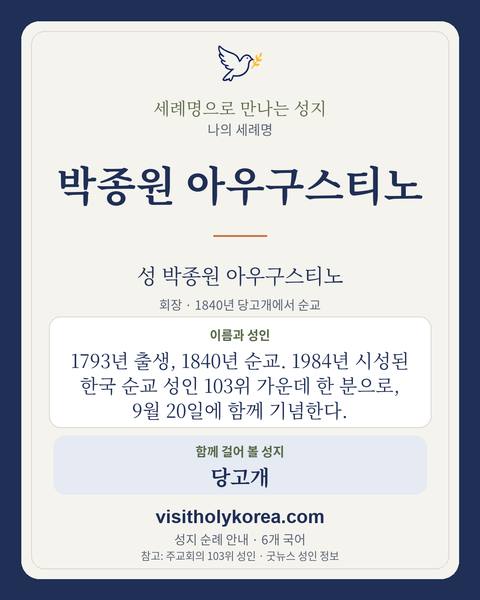 세례명으로 만나는 성지
나의 세례명
박종원 아우구스티노
성 박종원 아우구스티노
회장 · 1840년 당고개에서 순교
이름과 성인
1793년 출생, 1840년 순교. 1984년 시성된
한국 순교 성인 103위 가운데 한 분으로,
9월 20일에 함께 기념한다.
함께 걸어 볼 성지
당고개
visitholykorea.com
성지 순례 안내 · 6개 국어
참고: 주교회의 103위 성인 · 굿뉴스 성인 정보